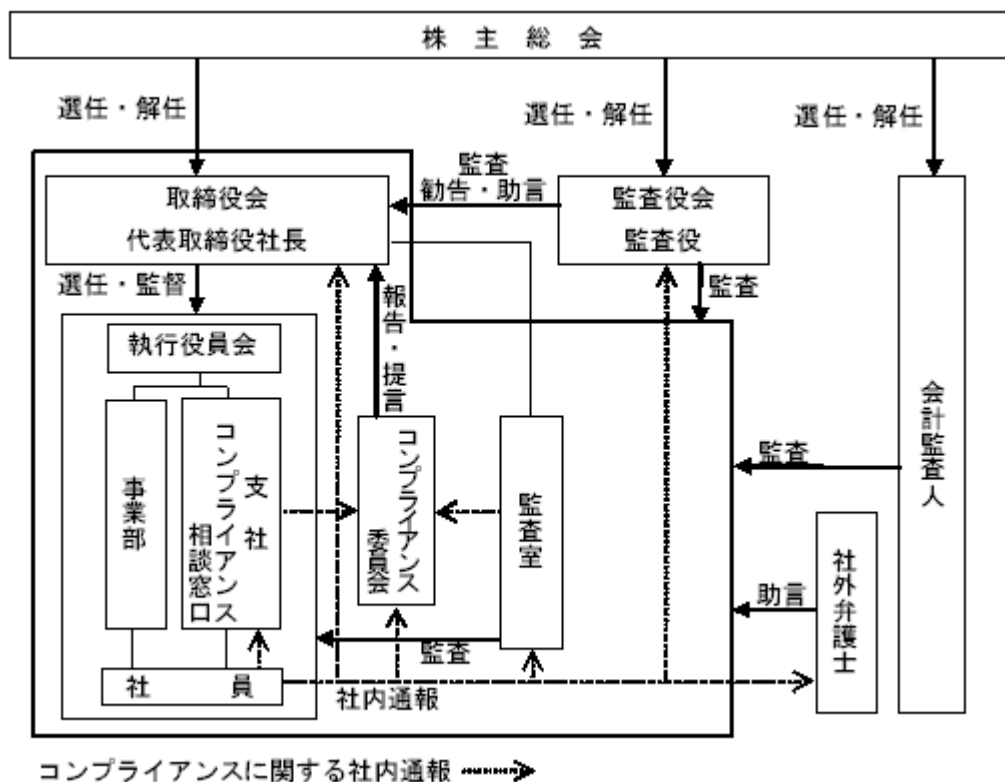 株主総会
選任・解任
選任・解任
選任・解任
監査
勧告・助言
取締役会
代表取締役社長
監査役会
監査役
選任・監督
監査
執行役員会
報告・提言
事業部
支社
コンプライアンス
相談窓口
コンプライアンス
委員会
監査室
会計監査人
監査
社外弁護士
助言
監査
社員
社内通報
コンプライアンスに関する社内通報